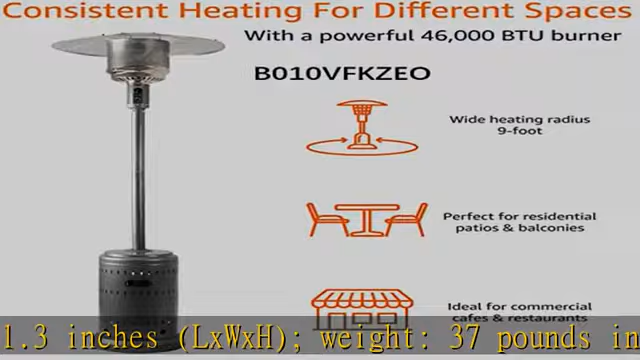 Consistent Heating For Different Spaces
With a powerful 46,000 BTU burner
B010VFKZEO
Wide heating radius
9-foot
Perfect for residential
patios & balconies
Ideal for commercial
cafes & restaurants
1.3 inches (LxWxH); weight: 37 pounds in